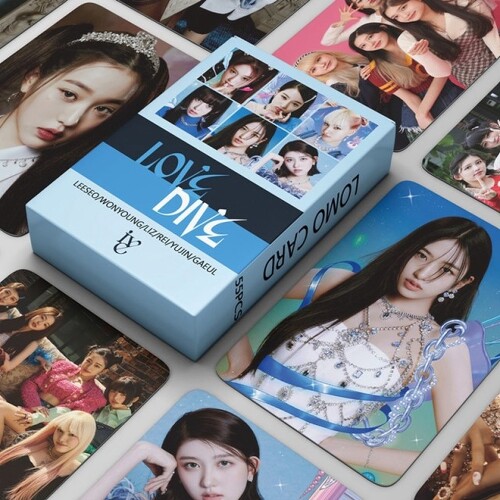 LOVE
DIVE
LEESEO/WONYOUNG/LIZ/REI/YUJIN/GAEUL
IVE
LOMO CARD
55PCS